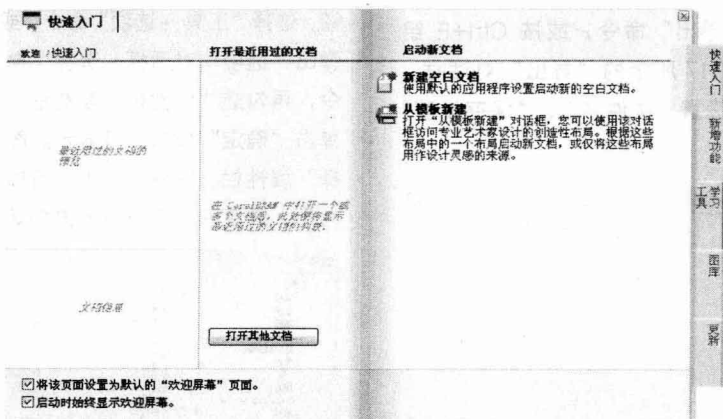 出”命令，或按 Ctrl+E 组
快速入门
欢迎 / 快速入门
打开最近用过的文档
启动新文档
最近用过的文档的
预览
在 CorelDRAW 中打开一个或
多个文档后，此处便将显示
最近用过的文档的列表。
文档信息
打开其他文档
新建空白文档
使用默认的应用程序设置启动新的空白文档。
从模板新建
打开“从模板新建”对话框，您可以使用该对话
框访问专业艺术家设计的创造性布局。根据这些
布局中的一个布局启动新文档，或仅将这些布局
用作设计灵感的来源。
快速入门
新增功能
学习
工具
图库
更新
将该页面设置为默认的“欢迎屏幕”页面。
启动时始终显示欢迎屏幕。